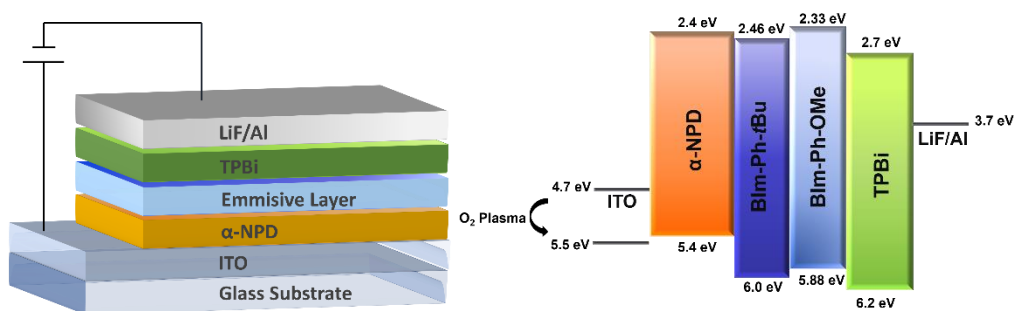 LiF/Al
TPBi
Emmisive Layer
α-NPD
ITO
Glass Substrate
2.4 eV
2.46 eV
2.33 eV
2.7 eV
3.7 eV
LiF/Al
4.7 eV
ITO
O₂ Plasma
5.5 eV
α-NPD
BIm-Ph-tBu
BIm-Ph-OMe
TPBi
5.4 eV
6.0 eV
5.88 eV
6.2 eV